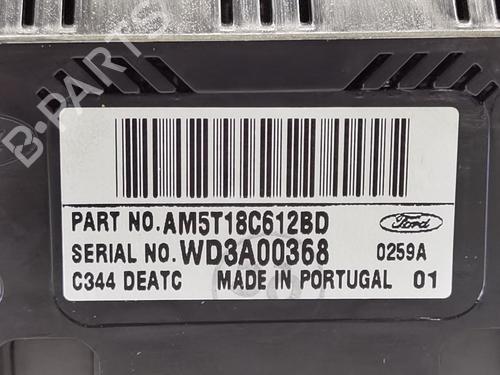 B-PARTS
PART NO.AM5T18C612BD
Ford
SERIAL NO.WD3A00368
0259A
C344 DEATC MADE IN PORTUGAL 01